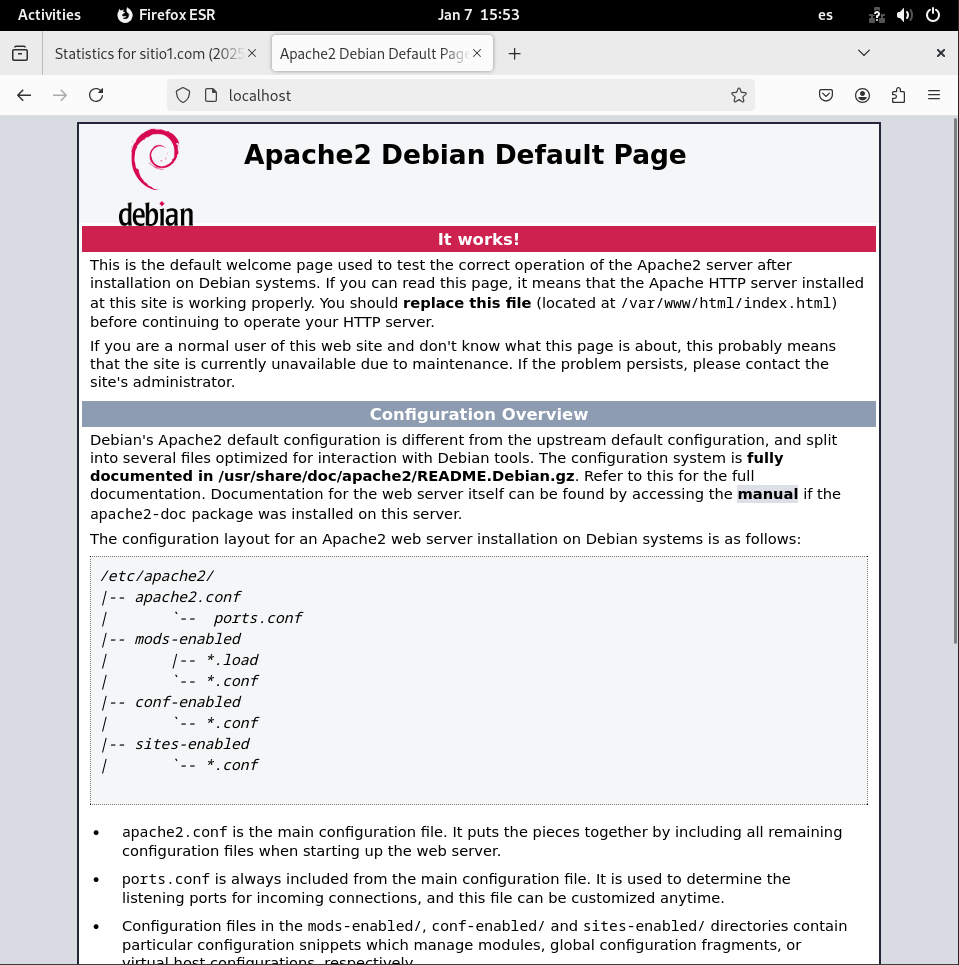 Activities
Firefox ESR
Jan 7 15:53
es
Statistics for sitio1.com (2025
Apache2 Debian Default Page
localhost
debian
Apache2 Debian Default Page
It works!
This is the default welcome page used to test the correct operation of the Apache2 server after
installation on Debian systems. If you can read this page, it means that the Apache HTTP server installed
at this site is working properly. You should replace this file (located at /var/www/html/index.html)
before continuing to operate your HTTP server.
If you are a normal user of this web site and don't know what this page is about, this probably means
that the site is currently unavailable due to maintenance. If the problem persists, please contact the
site's administrator.
Configuration Overview
Debian's Apache2 default configuration is different from the upstream default configuration, and split
into several files optimized for interaction with Debian tools. The configuration system is fully
documented in /usr/share/doc/apache2/README.Debian.gz. Refer to this for the full
documentation. Documentation for the web server itself can be found by accessing the manual if the
apache2-doc package was installed on this server.
The configuration layout for an Apache2 web server installation on Debian systems is as follows:
/etc/apache2/
|-- apache2.conf
|       `--  ports.conf
|-- mods-enabled
|       |-- *.load
|       `-- *.conf
|-- conf-enabled
|       `-- *.conf
|-- sites-enabled
|       `-- *.conf
• apache2.conf is the main configuration file. It puts the pieces together by including all remaining
configuration files when starting up the web server.
• ports.conf is always included from the main configuration file. It is used to determine the
listening ports for incoming connections, and this file can be customized anytime.
• Configuration files in the mods-enabled/, conf-enabled/ and sites-enabled/ directories contain
particular configuration snippets which manage modules, global configuration fragments, or
virtual host configurations, respectively.